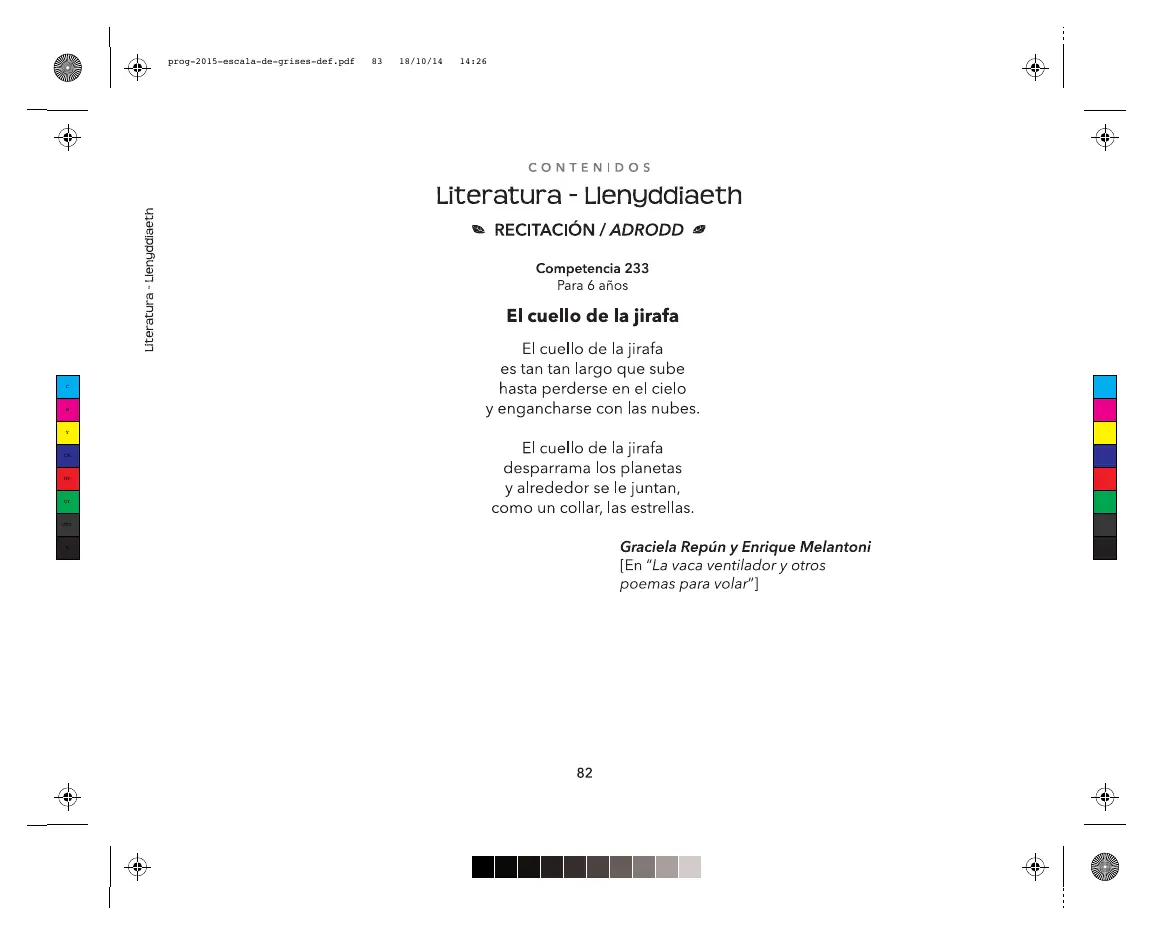 prog-2015-escala-de-grises-def.pdf 83 18/10/14 14:26
CONTENIDOS
Literatura - Llenyddiaeth
RECITACIÓN / ADRODD
Literatura - Llenyddiaeth
Competencia 233
Para 6 años
El cuello de la jirafa
El cuello de la jirafa
es tan tan largo que sube
hasta perderse en el cielo
y engancharse con las nubes.
El cuello de la jirafa
desparrama los planetas
y alrededor se le juntan,
como un collar, las estrellas.
Graciela Repún y Enrique Melantoni
[En “La vaca ventilador y otros
poemas para volar”]
82